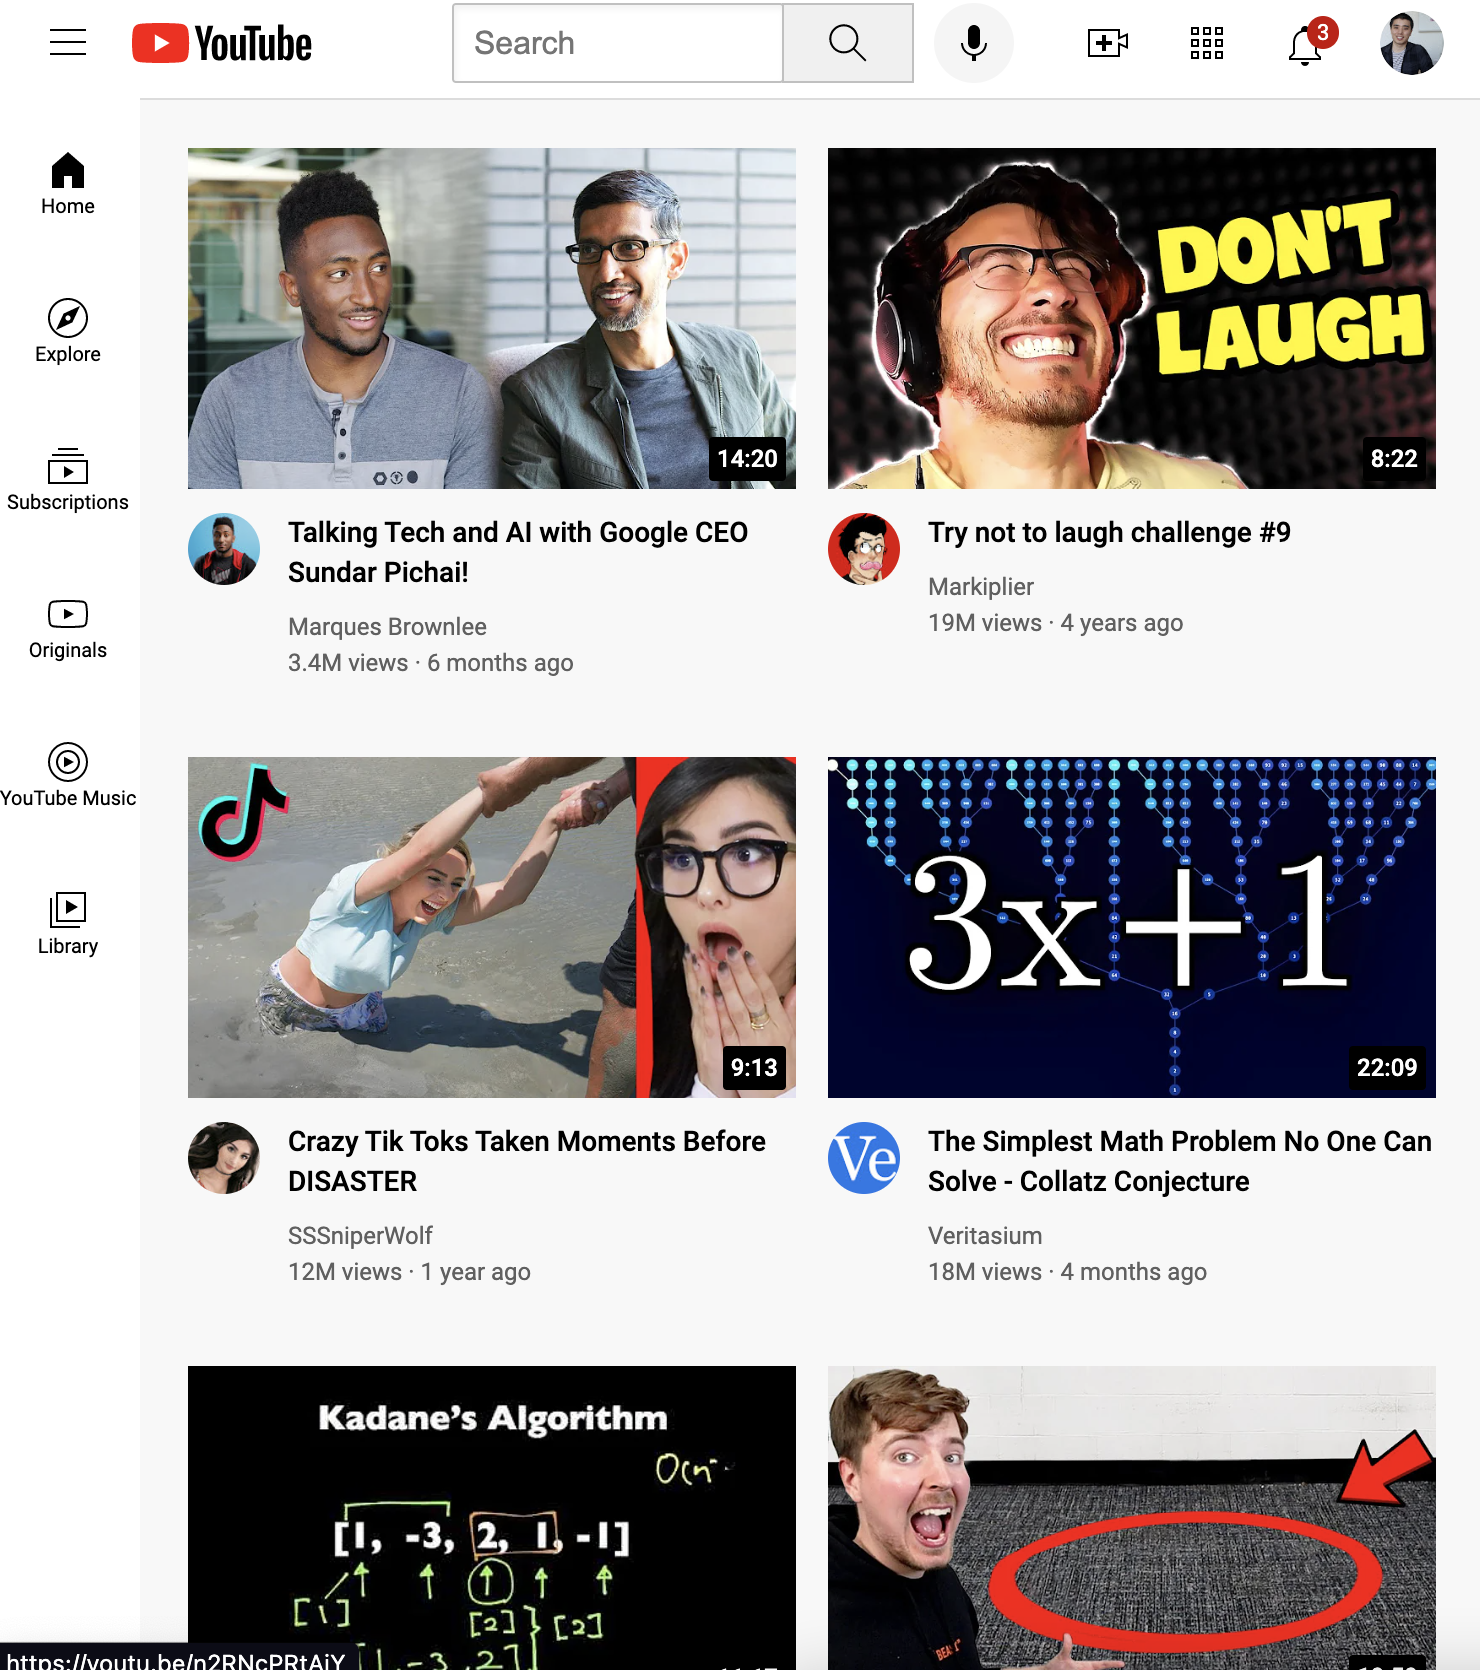 YouTube
Search
3
Home
Explore
Subscriptions
Originals
YouTube Music
Library
14:20
Talking Tech and AI with Google CEO
Sundar Pichai!
Marques Brownlee
3.4M views · 6 months ago
DON'T
LAUGH
8:22
Try not to laugh challenge #9
Markiplier
19M views · 4 years ago
9:13
Crazy Tik Toks Taken Moments Before
DISASTER
SSSniperWolf
12M views · 1 year ago
3x+1
22:09
Ve
The Simplest Math Problem No One Can
Solve - Collatz Conjecture
Veritasium
18M views · 4 months ago
Kadane's Algorithm
[1, -3, 2, 1, -1]
[1]
[2]
[2]
https://youtu.be/n2RNcPRtAiY